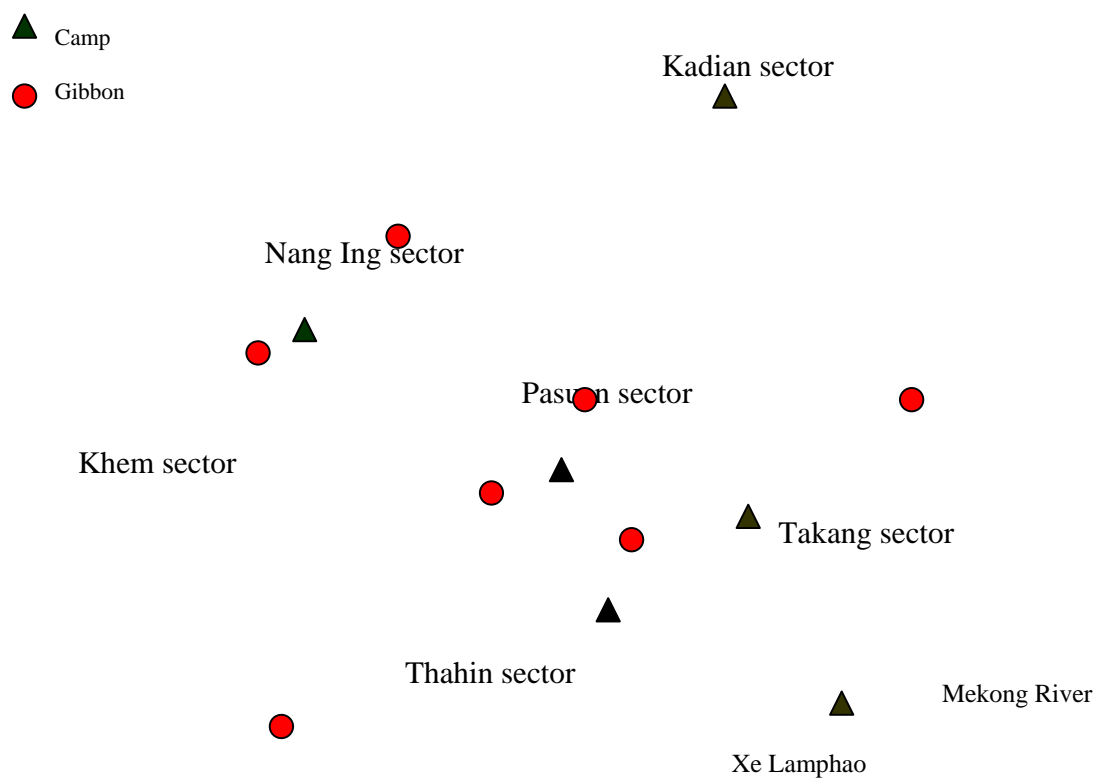 Camp
Gibbon
Kadian sector
Nang Ing sector
sector
Khem sector
Takang sector
Thahin sector
Mekong River
Xe Lamphao